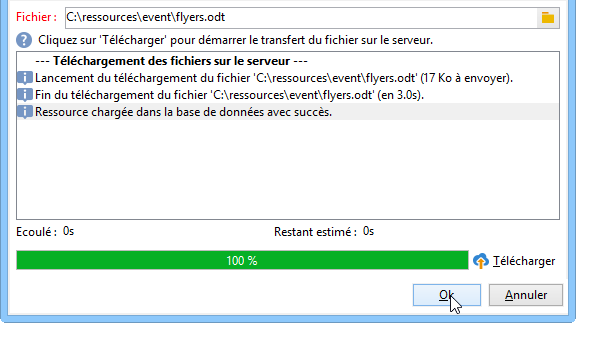 Fichier : C:\ressources\event\flyers.odt
Cliquez sur 'Télécharger' pour démarrer le transfert du fichier sur le serveur.
--- Téléchargement des fichiers sur le serveur ---
Lancement du téléchargement du fichier 'C:\ressources\event\flyers.odt' (17 Ko à envoyer).
Fin du téléchargement du fichier 'C:\ressources\event\flyers.odt' (en 3.0s).
Ressource chargée dans la base de données avec succès.
Ecoulé : 0s Restant estimé : 0s
100 % Télécharger
Ok Annuler